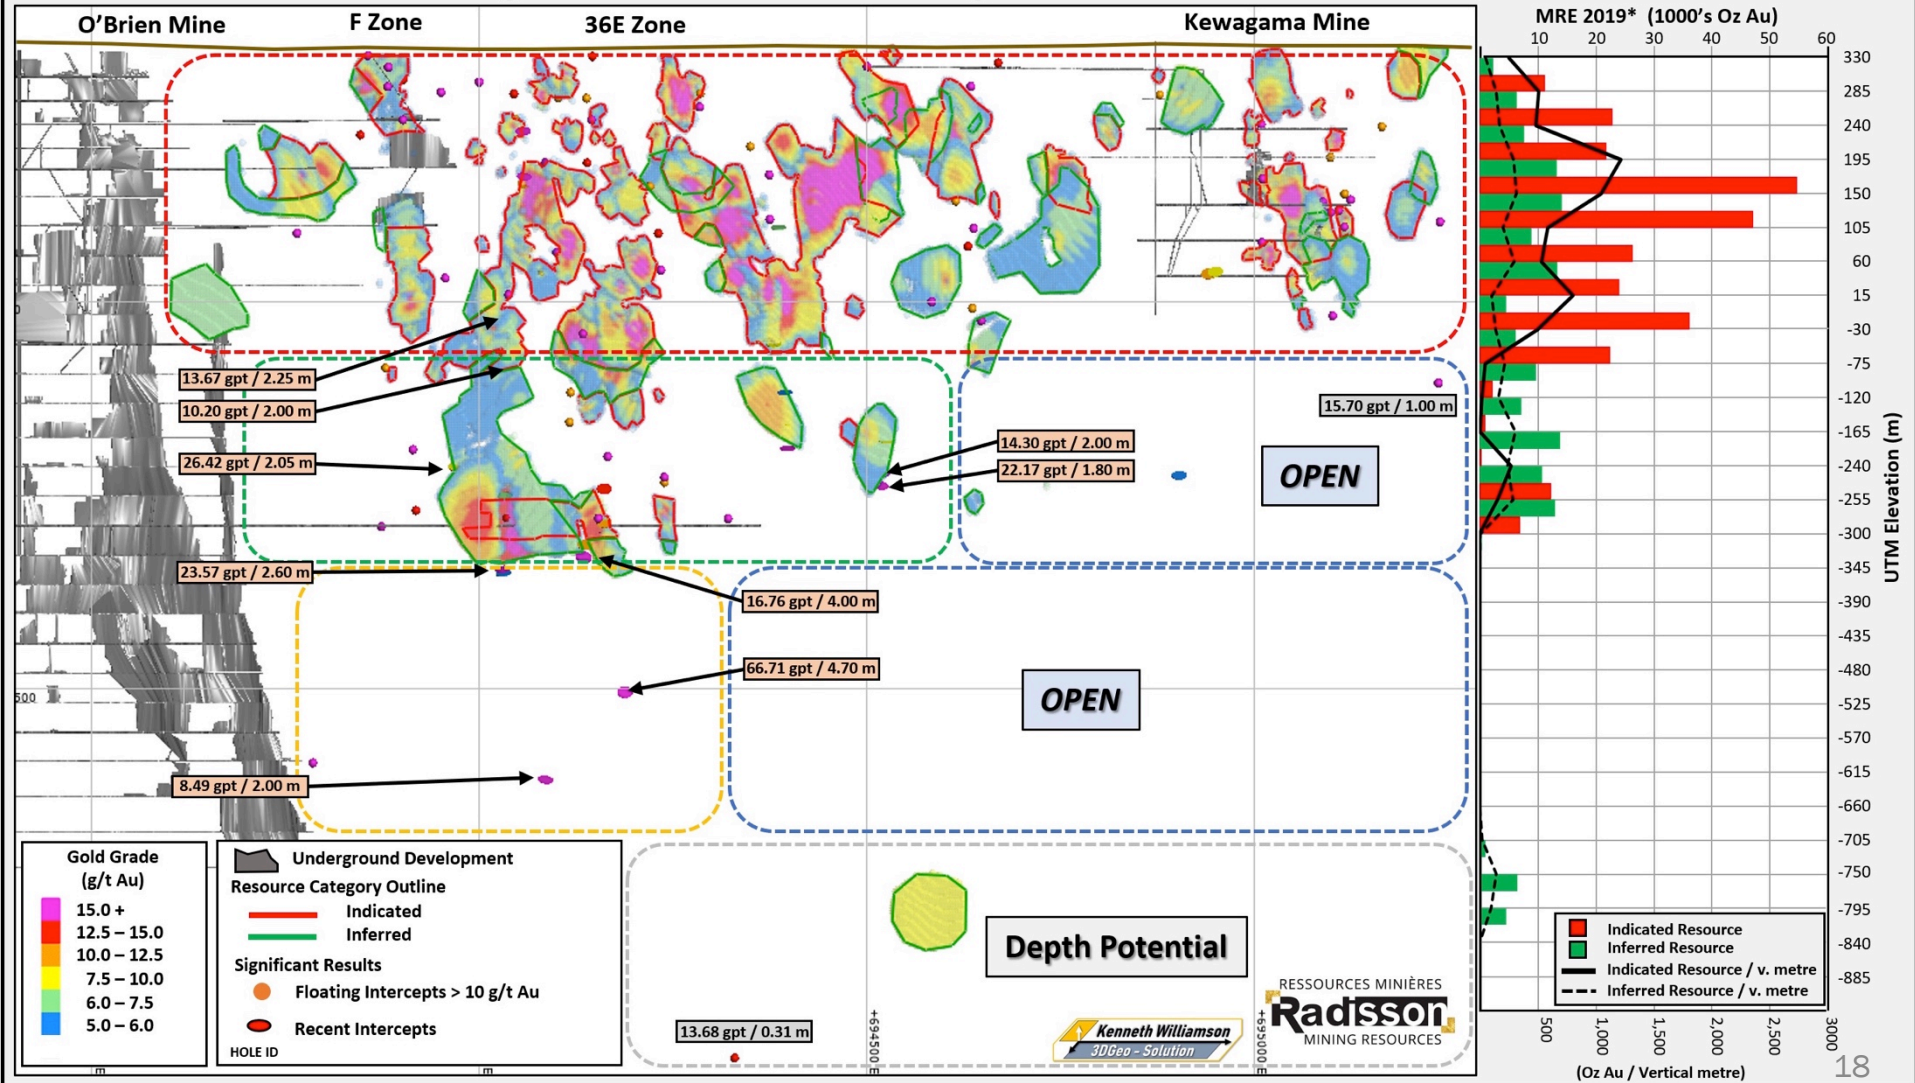 O'Brien Mine
F Zone
36E Zone
Kewagama Mine
13.67 gpt / 2.25 m
10.20 gpt / 2.00 m
26.42 gpt / 2.05 m
14.30 gpt / 2.00 m
22.17 gpt / 1.80 m
15.70 gpt / 1.00 m
OPEN
23.57 gpt / 2.60 m
16.76 gpt / 4.00 m
66.71 gpt / 4.70 m
OPEN
8.49 gpt / 2.00 m
Depth Potential
13.68 gpt / 0.31 m
0
500
E
E
+694500 E
+695000 E
Gold Grade
(g/t Au)
15.0 +
12.5 – 15.0
10.0 – 12.5
7.5 – 10.0
6.0 – 7.5
5.0 – 6.0
Underground Development
Resource Category Outline
Indicated
Inferred
Significant Results
Floating Intercepts > 10 g/t Au
Recent Intercepts
HOLE ID
Kenneth Williamson
3DGeo - Solution
RESSOURCES MINIÈRES
Radisson
MINING RESOURCES
MRE 2019* (1000's Oz Au)
10 20 30 40 50 60
330
285
240
195
150
105
60
15
-30
-75
-120
-165
-240
-255
-300
-345
-390
-435
-480
-525
-570
-615
-660
-705
-750
-795
-840
-885
UTM Elevation (m)
Indicated Resource
Inferred Resource
Indicated Resource / v. metre
Inferred Resource / v. metre
500 1,000 1,500 2,000 2,500 3000
(Oz Au / Vertical metre)
18